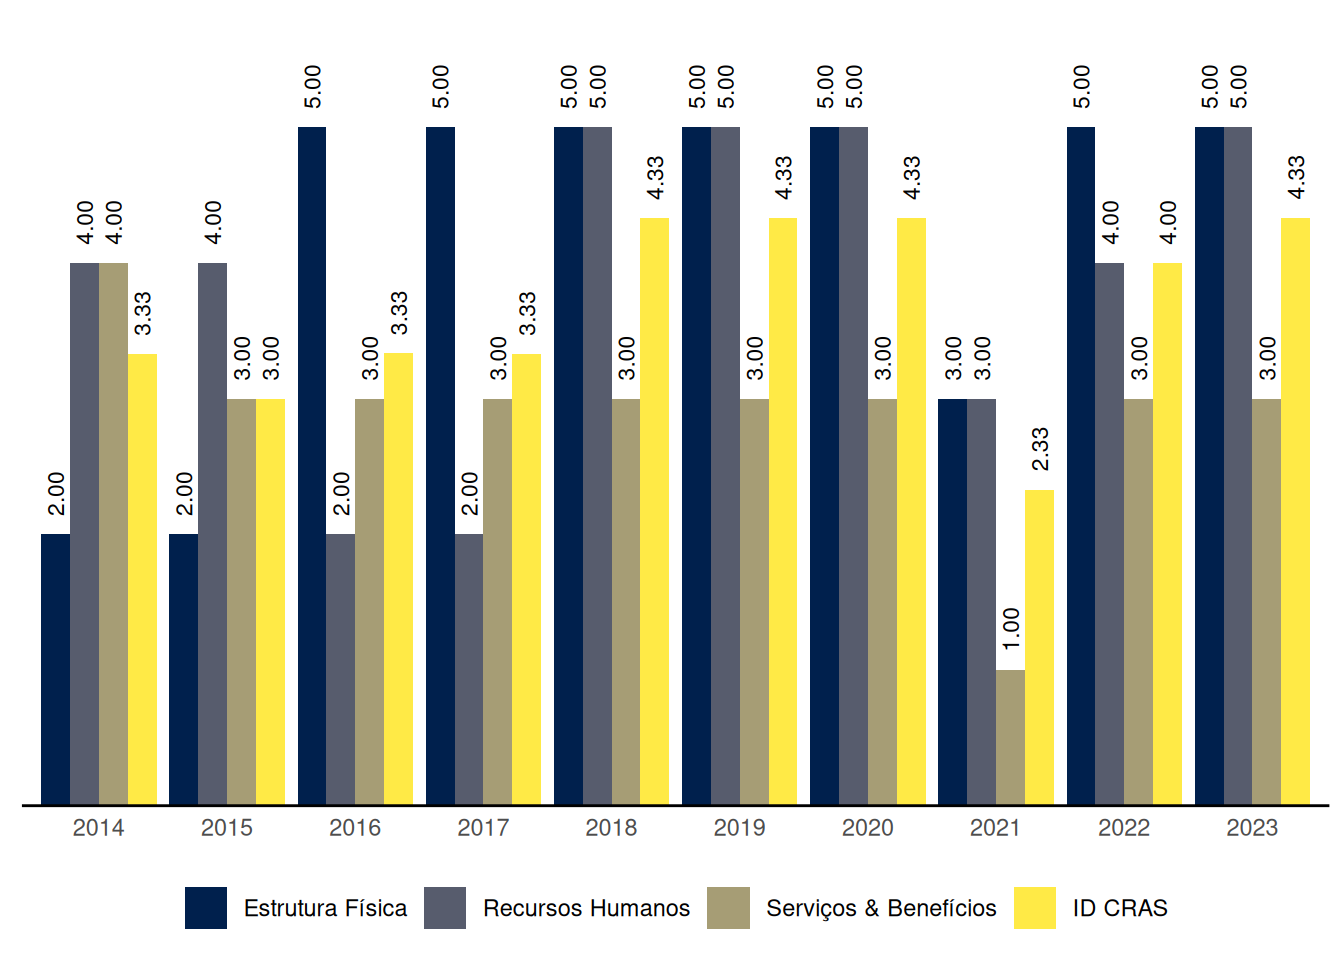 5.00 5.00 5.00 5.00 5.00 5.00 5.00 5.00 5.00 5.00 5.00
4.33 4.33 4.33 4.33
4.00 4.00 4.00 4.00 4.00
3.33 3.33 3.33
3.00 3.00 3.00 3.00 3.00 3.00 3.00 3.00 3.00 3.00 3.00
2.33
2.00 2.00 2.00 2.00
1.00
2014 2015 2016 2017 2018 2019 2020 2021 2022 2023
Estrutura Física Recursos Humanos Serviços & Benefícios ID CRAS